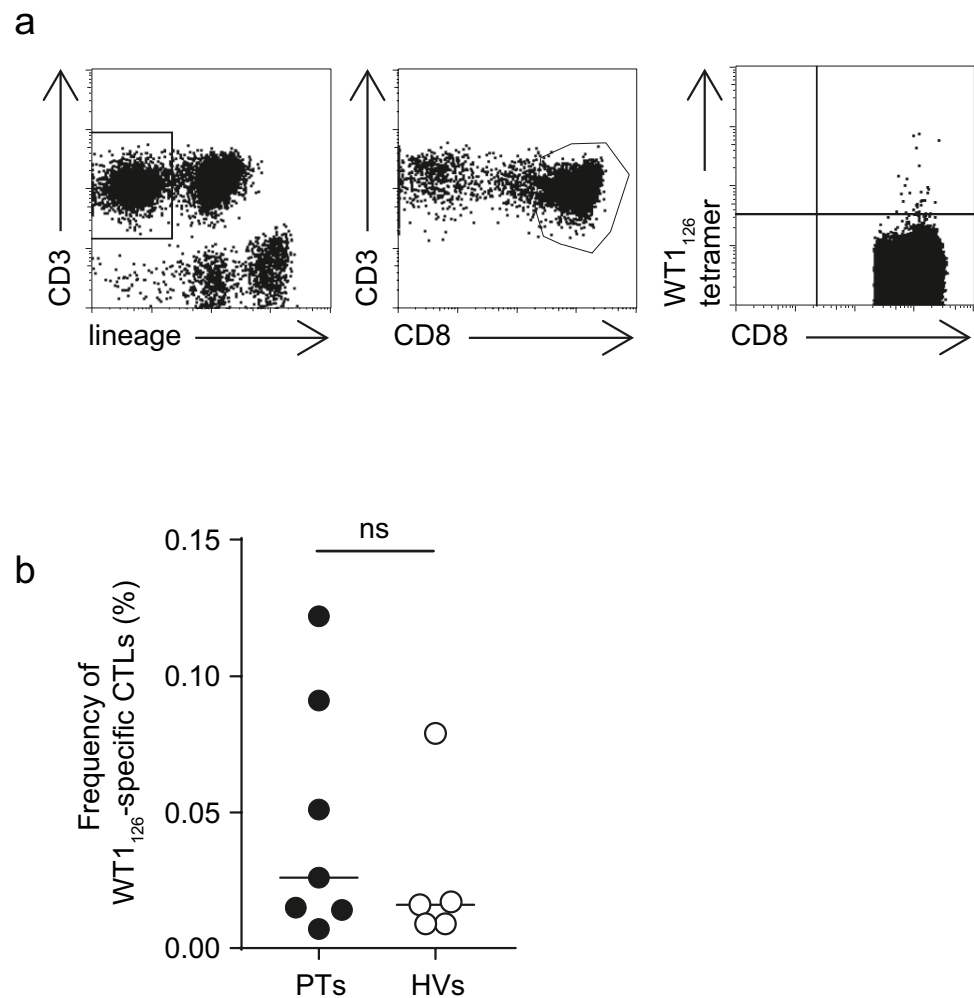 a
CD3
lineage
CD3
CD8
WT1126
tetramer
CD8
b
ns
Frequency of
WT1126-specific CTLs (%)
0.15
0.10
0.05
0.00
PTs
HVs